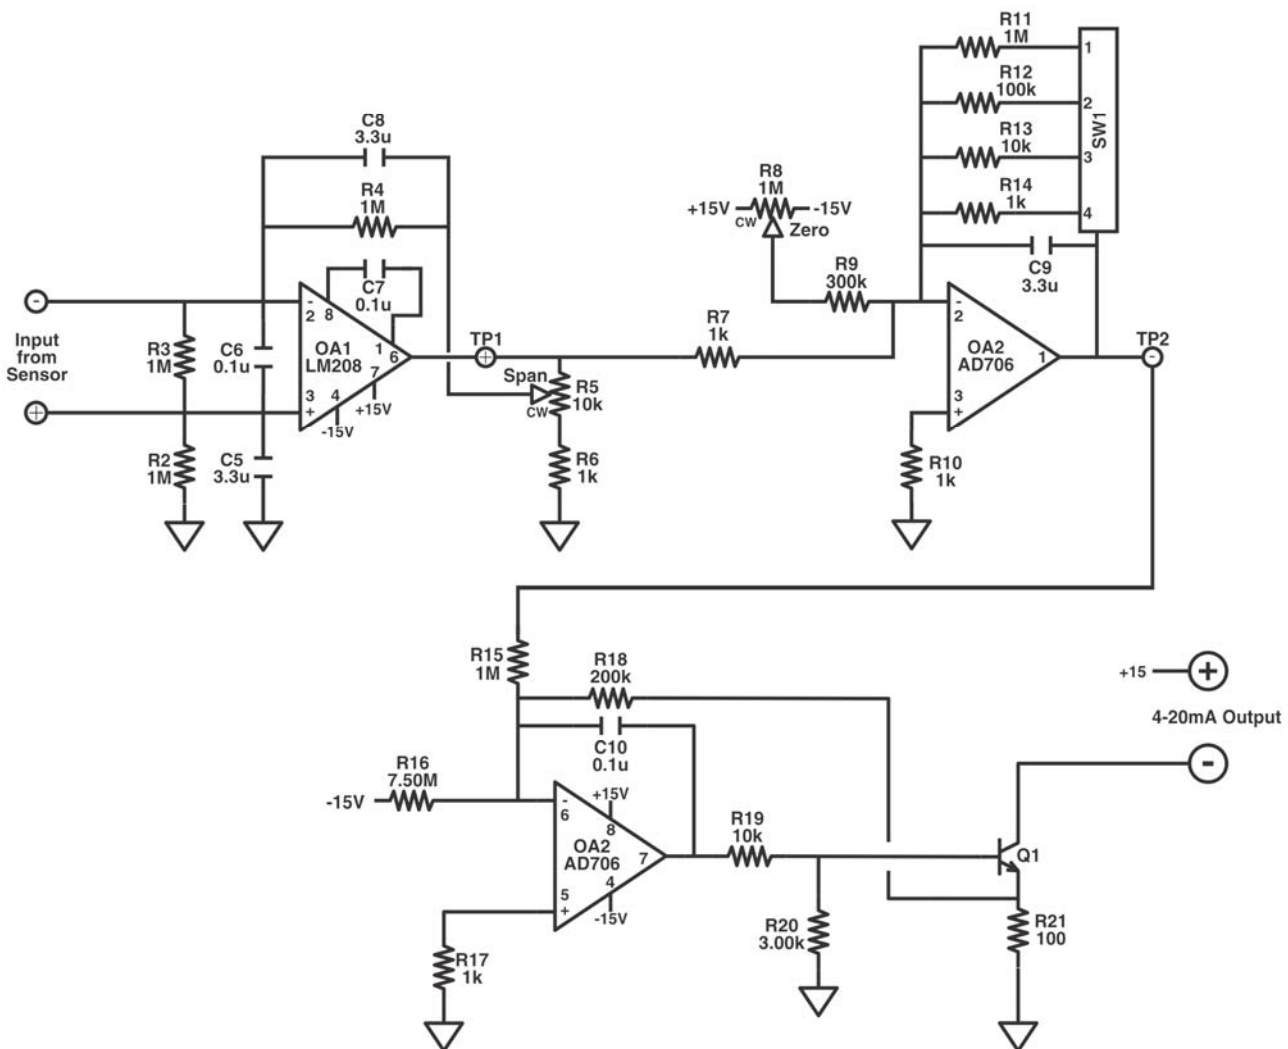 R11
1M
1
R12
100k
2
R13
10k
3
SW1
R14
1k
4
C8
3.3u
R4
1M
R8
1M
+15V
-15V
CW
Zero
C7
0.1u
R9
300k
C9
3.3u
-
Input
from
Sensor
+
R3
1M
C6
0.1u
-
2
8
OA1
LM208
1
6
7
+15V
3
+
4
-15V
TP1
+
R7
1k
Span
CW
R5
10k
R6
1k
R2
1M
C5
3.3u
-
2
OA2
AD706
1
3
+
R10
1k
TP2
-
R15
1M
R18
200k
C10
0.1u
R16
7.50M
-15V
-
6
+15V
8
OA2
AD706
7
4
-15V
5
+
R17
1k
R19
10k
R20
3.00k
Q1
R21
100
+15
+
4-20mA Output
-